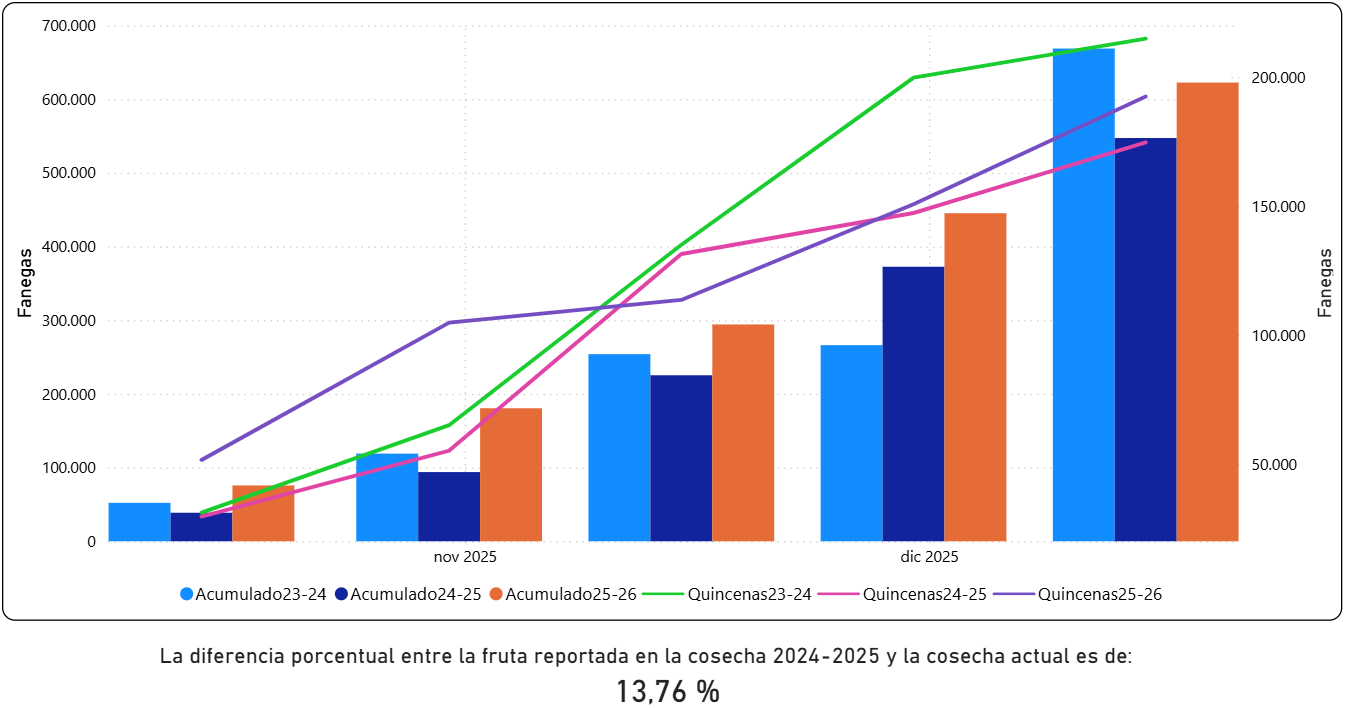 700.000
600.000
500.000
400.000
300.000
200.000
100.000
0
Fanegas
200.000
150.000
100.000
50.000
Fanegas
nov 2025 dic 2025
Acumulado23-24 Acumulado24-25 Acumulado25-26 Quincenas23-24 Quincenas24-25 Quincenas25-26
La diferencia porcentual entre la fruta reportada en la cosecha 2024-2025 y la cosecha actual es de:
13,76 %